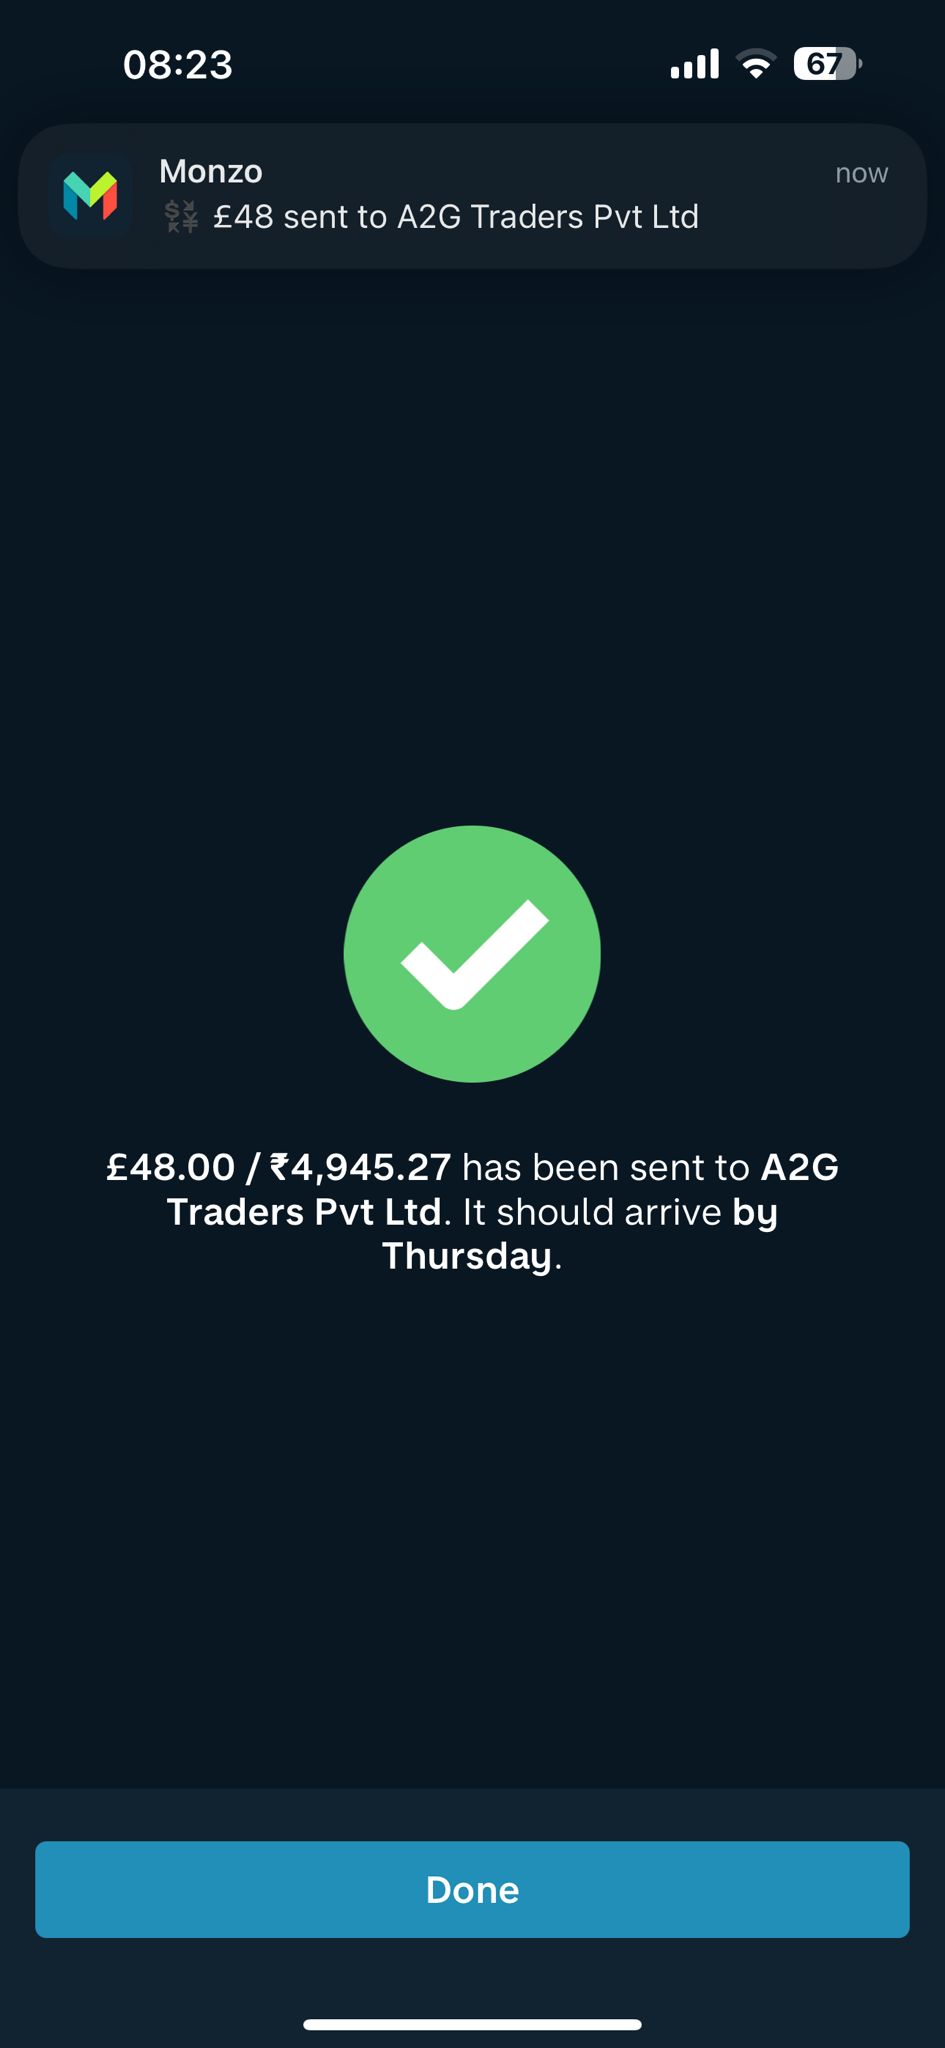 08:23
67
Monzo
now
£48 sent to A2G Traders Pvt Ltd
£48.00 / ₹4,945.27 has been sent to A2G
Traders Pvt Ltd. It should arrive by
Thursday.
Done